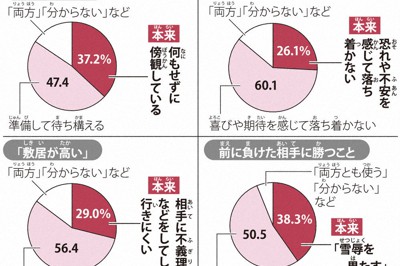 「両方」「分からない」など
本来
37.2%
何もせずに
傍観している
47.4
準備して待ち構える
「両方」「分からない」など
本来
26.1%
恐れや不安を
感じて落ち
着かない
60.1
喜びや期待を感じて落ち着かない
「敷居が高い」
「両方」「分からない」など
本来
29.0%
相手に不義理
などをしてし
行きにくい
56.4
前に負けた相手に勝つこと
「両方とも使う」
「分からない」
など
本来
38.3%
50.5
「雪辱を